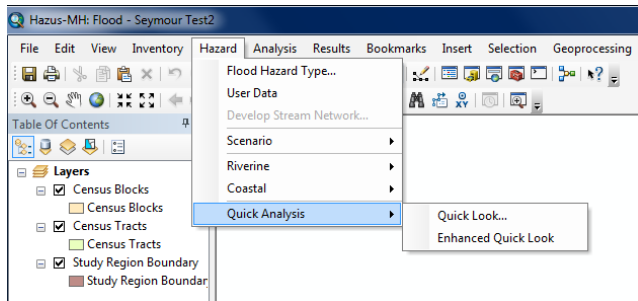 Hazus-MH: Flood - Seymour Test2
File Edit View Inventory Hazard Analysis Results Bookmarks Insert Selection Geoprocessing
Flood Hazard Type...
User Data
Develop Stream Network...
Scenario
Riverine
Coastal
Quick Analysis
Quick Look...
Enhanced Quick Look
XY
Table Of Contents
Layers
Census Blocks
Census Blocks
Census Tracts
Census Tracts
Study Region Boundary
Study Region Boundar